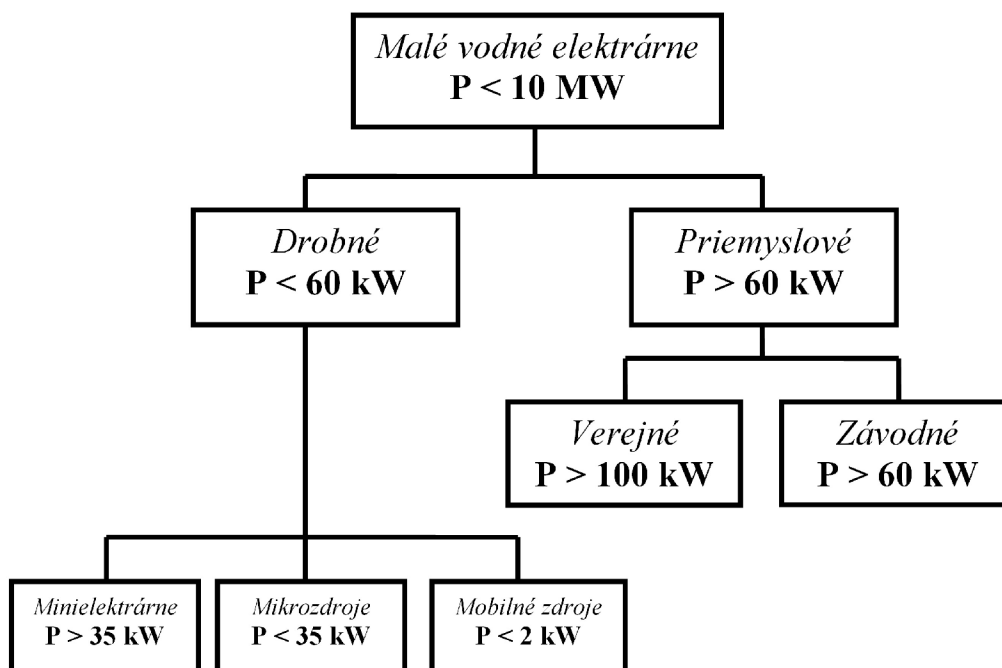 Malé vodné elektrárne
P < 10 MW
Drobné
P < 60 kW
Priemyslové
P > 60 kW
Verejné
P > 100 kW
Závodné
P > 60 kW
Minielektrárne
P > 35 kW
Mikrozdroje
P < 35 kW
Mobilné zdroje
P < 2 kW